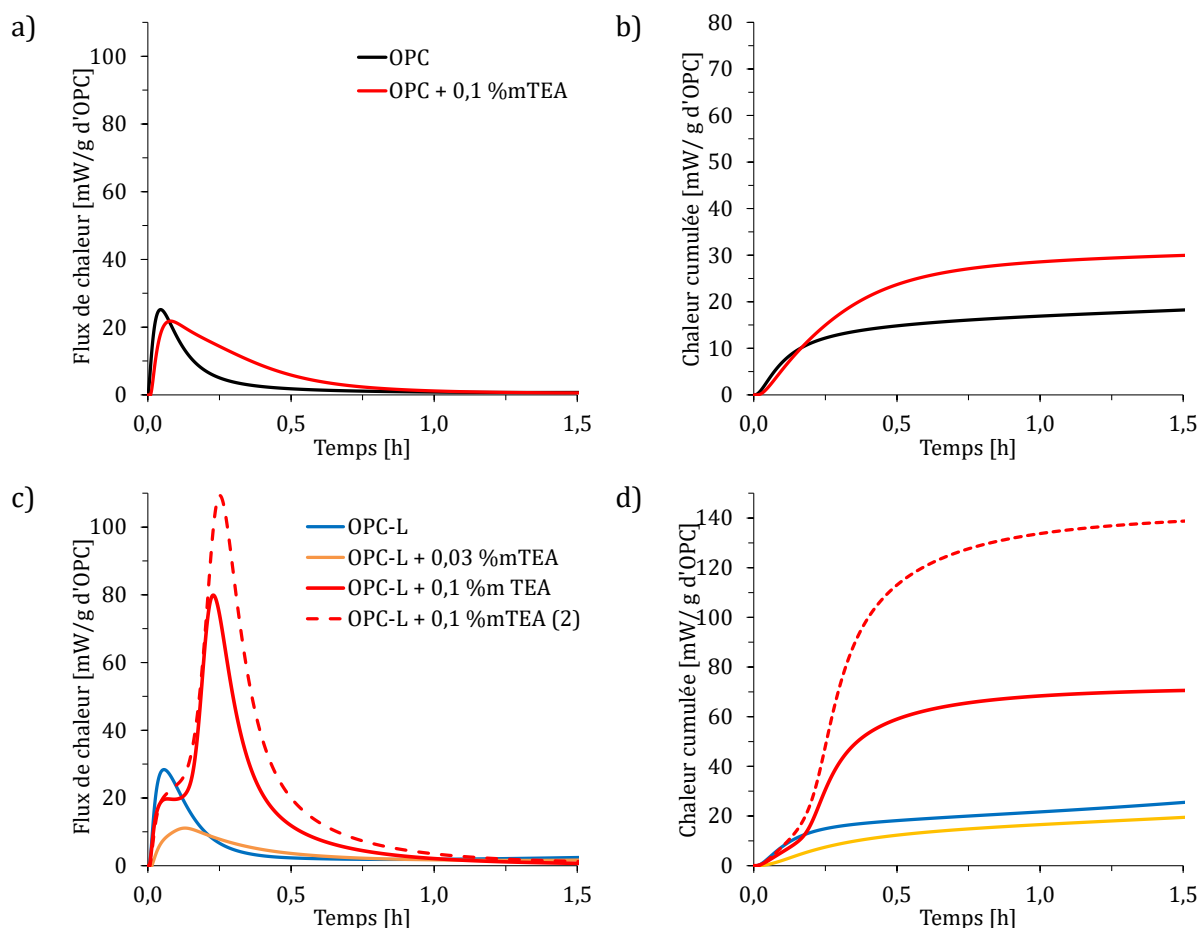 a)
Flux de chaleur [mW/g d'OPC]
100
80
60
40
20
0
0,0
0,5
1,0
1,5
Temps [h]
OPC
OPC + 0,1 %mTEA
b)
Chaleur cumulée [mW/ g d'OPC]
80
70
60
50
40
30
20
10
0
0,0
0,5
1,0
1,5
Temps [h]
c)
Flux de chaleur [mW/g d'OPC]
100
80
60
40
20
0
0,0
0,5
1,0
1,5
Temps [h]
OPC-L
OPC-L + 0,03 %mTEA
OPC-L + 0,1 %m TEA
OPC-L + 0,1 %mTEA (2)
d)
Chaleur cumulée [mW/ g d'OPC]
140
120
100
80
60
40
20
0
0,0
0,5
1,0
1,5
Temps [h]